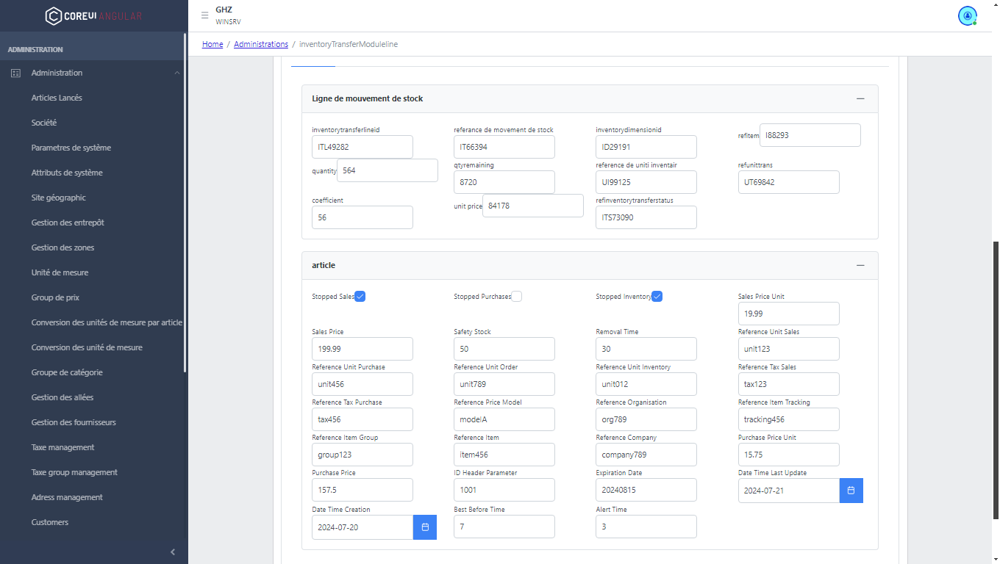 COREUI ANGULAR
ADMINISTRATION
Administration
Articles Lancés
Société
Parametres de système
Attributs de système
Site géographic
Gestion des entrepôt
Gestion des zones
Unité de mesure
Group de prix
Conversion des unités de mesure par article
Conversion des unité de mesure
Groupe de catégorie
Gestion des allées
Gestion des fournisseurs
Taxe management
Taxe group management
Adress management
Customers
GHZ
WINSRV
Home / Administrations / inventoryTransferModuleline
Ligne de mouvement de stock
inventorytransferlineid
ITL49282
referance de movement de stock
IT66394
inventorydimensionid
ID29191
refitem I88293
quantity 564
qtyremaining
8720
reference de uniti inventair
UI99125
refunittrans
UT69842
coefficient
56
unit price 84178
refinventorytransferstatus
ITS73090
article
Stopped Sales
Stopped Purchases
Stopped Inventory
Sales Price Unit
19.99
Sales Price
199.99
Safety Stock
50
Removal Time
30
Reference Unit Sales
unit123
Reference Unit Purchase
unit456
Reference Unit Order
unit789
Reference Unit Inventory
unit012
Reference Tax Sales
tax123
Reference Tax Purchase
tax456
Reference Price Model
modelA
Reference Organisation
org789
Reference Item Tracking
tracking456
Reference Item Group
group123
Reference Item
item456
Reference Company
company789
Purchase Price Unit
15.75
Purchase Price
157.5
ID Header Parameter
1001
Expiration Date
20240815
Date Time Last Update
2024-07-21
Date Time Creation
2024-07-20
Best Before Time
7
Alert Time
3